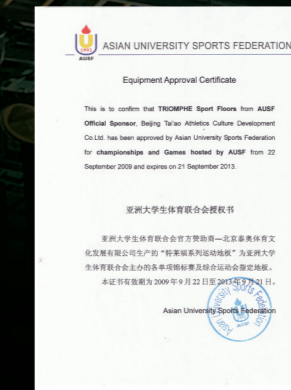 1992
AUSF
ASIAN UNIVERSITY SPORTS FEDERATION
Equipment Approval Certificate
This is to confirm that TRIOMPHE Sport Floors from AUSF
Official Sponsor, Beijing Tai'ao Athletics Culture Development
Co.Ltd. has been approved by Asian University Sports Federation
for championships and Games hosted by AUSF from 22
September 2009 and expires on 21 September 2013.
亚洲大学生体育联合会授权书
亚洲大学生体育联合会官方赞助商—北京泰奥体育文
化发展有限公司生产的“特莱福系列运动地板”为亚洲大学
生体育联合会主办的各单项锦标赛及综合运动会指定地板。
本证书有效期为2009年9月22日至2013年9月21日。
Asian University Sports Federation
Asian University Sports Federation
AUSF